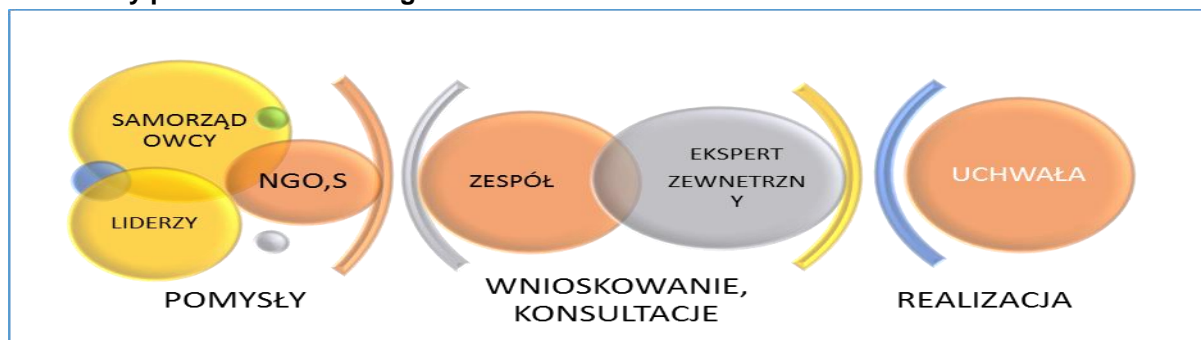 SAMORZĄD
OWCY
NGO,S
LIDERZY
POMYSŁY
ZESPÓŁ
EKSPERT
ZEWNETRZN
Y
WNIOSKOWANIE,
KONSULTACJE
UCHWAŁA
REALIZACJA